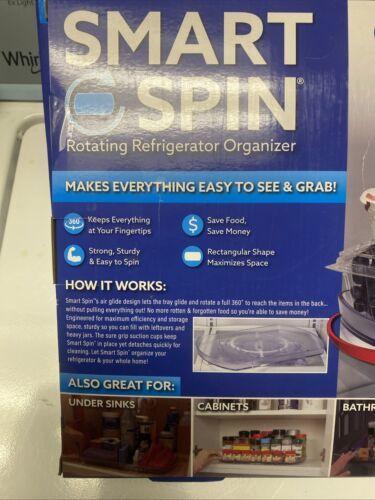 Whir
SMART
SPIN®
Rotating Refrigerator Organizer
MAKES EVERYTHING EASY TO SEE & GRAB!
360°
Keeps Everything
at Your Fingertips
$
Save Food,
Save Money
Strong, Sturdy
& Easy to Spin
Rectangular Shape
Maximizes Space
HOW IT WORKS:
Smart Spin™'s air glide design lets the tray glide and rotate a full 360˚ to reach the items in the back...
without pulling everything out! No more rotten & forgotten food so you're able to save money!
Engineered for maximum efficiency and storage
space, sturdy so you can fill with leftovers and
heavy jars. The sure grip suction cups keep
Smart Spin™ in place yet detaches quickly for
cleaning. Let Smart Spin™ organize your
refrigerator & your whole home!
ALSO GREAT FOR:
UNDER SINKS
CABINETS
BATHR